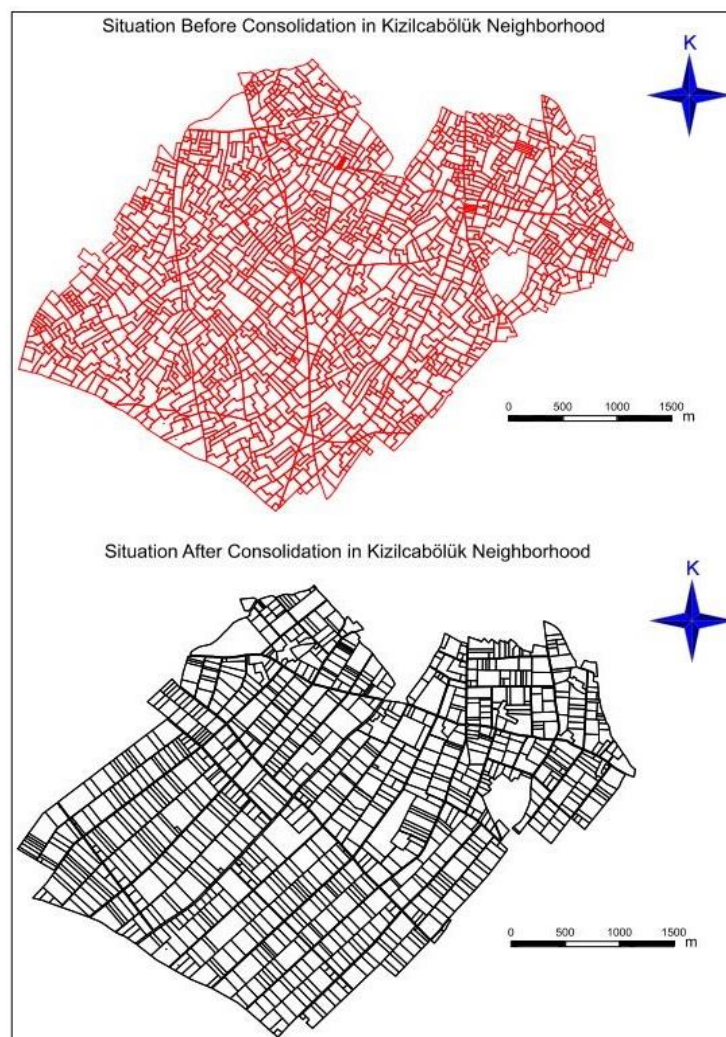 Situation Before Consolidation in Kizilcabölük Neighborhood
K
0 500 1000 1500
m
Situation After Consolidation in Kizilcabölük Neighborhood
K
0 500 1000 1500
m